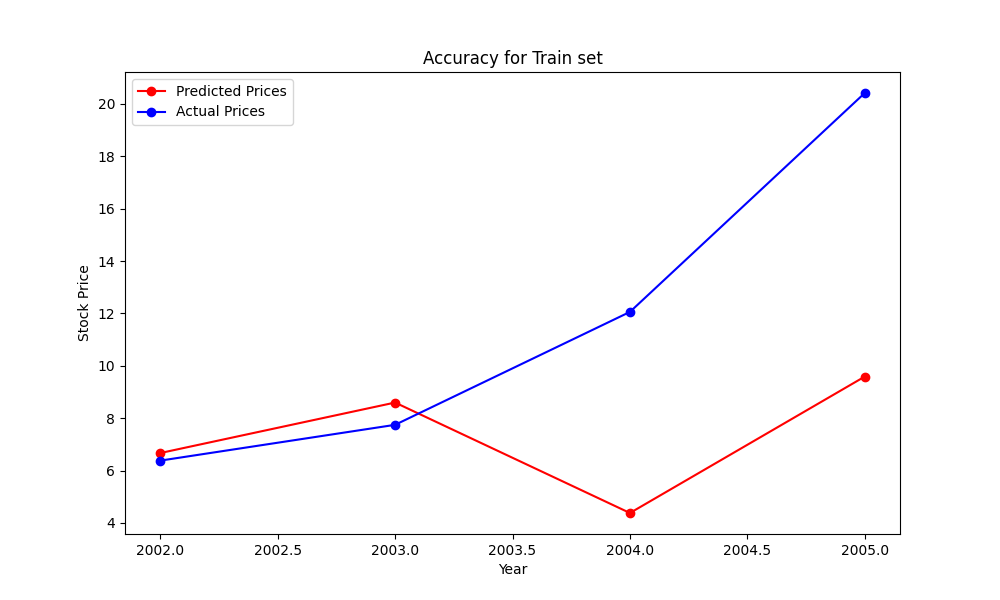 Accuracy for Train set
Predicted Prices
Actual Prices
Stock Price
20
18
16
14
12
10
8
6
4
2002.0 2002.5 2003.0 2003.5 2004.0 2004.5 2005.0
Year